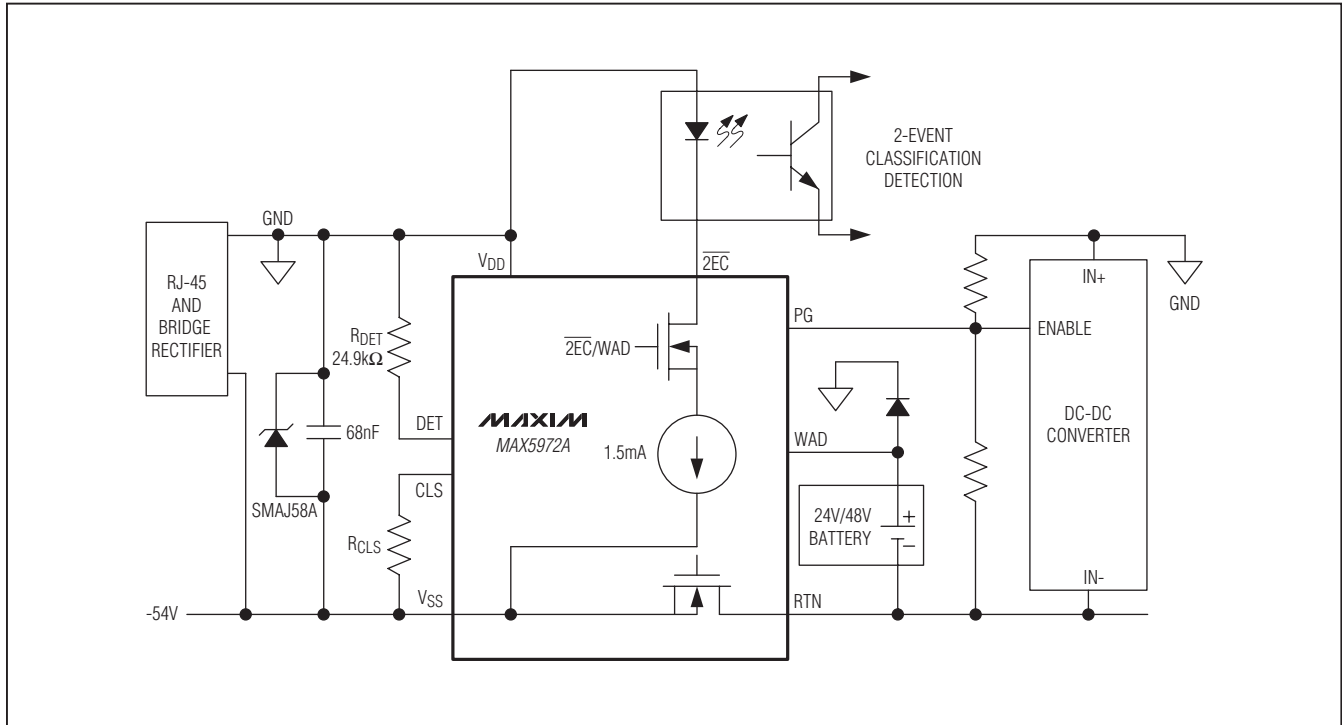 2-EVENT
CLASSIFICATION
DETECTION
GND
VDD
2EC
RJ-45
AND
BRIDGE
RECTIFIER
RDET
24.9kΩ
2EC/WAD
PG
IN+
GND
ENABLE
DET
MAXIM
MAX5972A
1.5mA
WAD
DC-DC
CONVERTER
68nF
CLS
SMAJ58A
RCLS
24V/48V
BATTERY
+
−
-54V
VSS
RTN
IN-